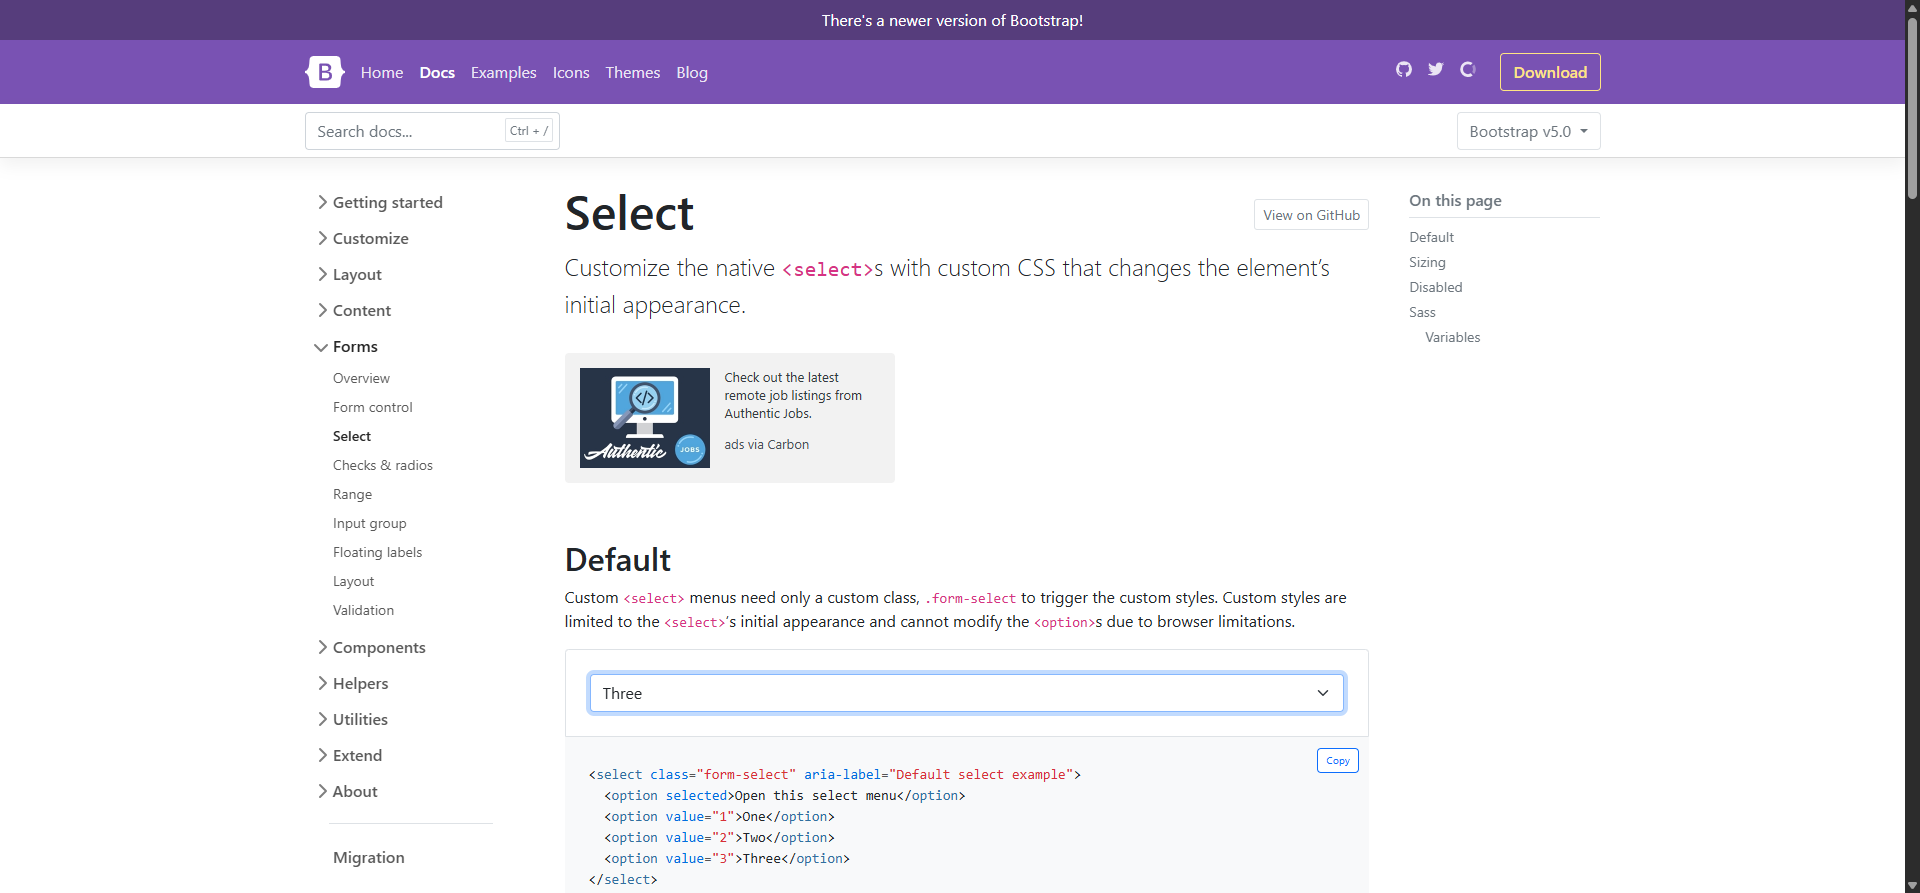 There's a newer version of Bootstrap!
B Home Docs Examples Icons Themes Blog Download
Search docs... Ctrl + / Bootstrap v5.0
Getting started
Customize
Layout
Content
Forms
Overview
Form control
Select
Checks & radios
Range
Input group
Floating labels
Layout
Validation
Components
Helpers
Utilities
Extend
About
Migration
Select
View on GitHub
Customize the native <select>s with custom CSS that changes the element’s
initial appearance.
Authentic JOBS
Check out the latest
remote job listings from
Authentic Jobs.
ads via Carbon
Default
Custom <select> menus need only a custom class, .form-select to trigger the custom styles. Custom styles are
limited to the <select>’s initial appearance and cannot modify the <option>s due to browser limitations.
Three
Copy
<select class="form-select" aria-label="Default select example">
<option selected>Open this select menu</option>
<option value="1">One</option>
<option value="2">Two</option>
<option value="3">Three</option>
</select>
On this page
Default
Sizing
Disabled
Sass
Variables